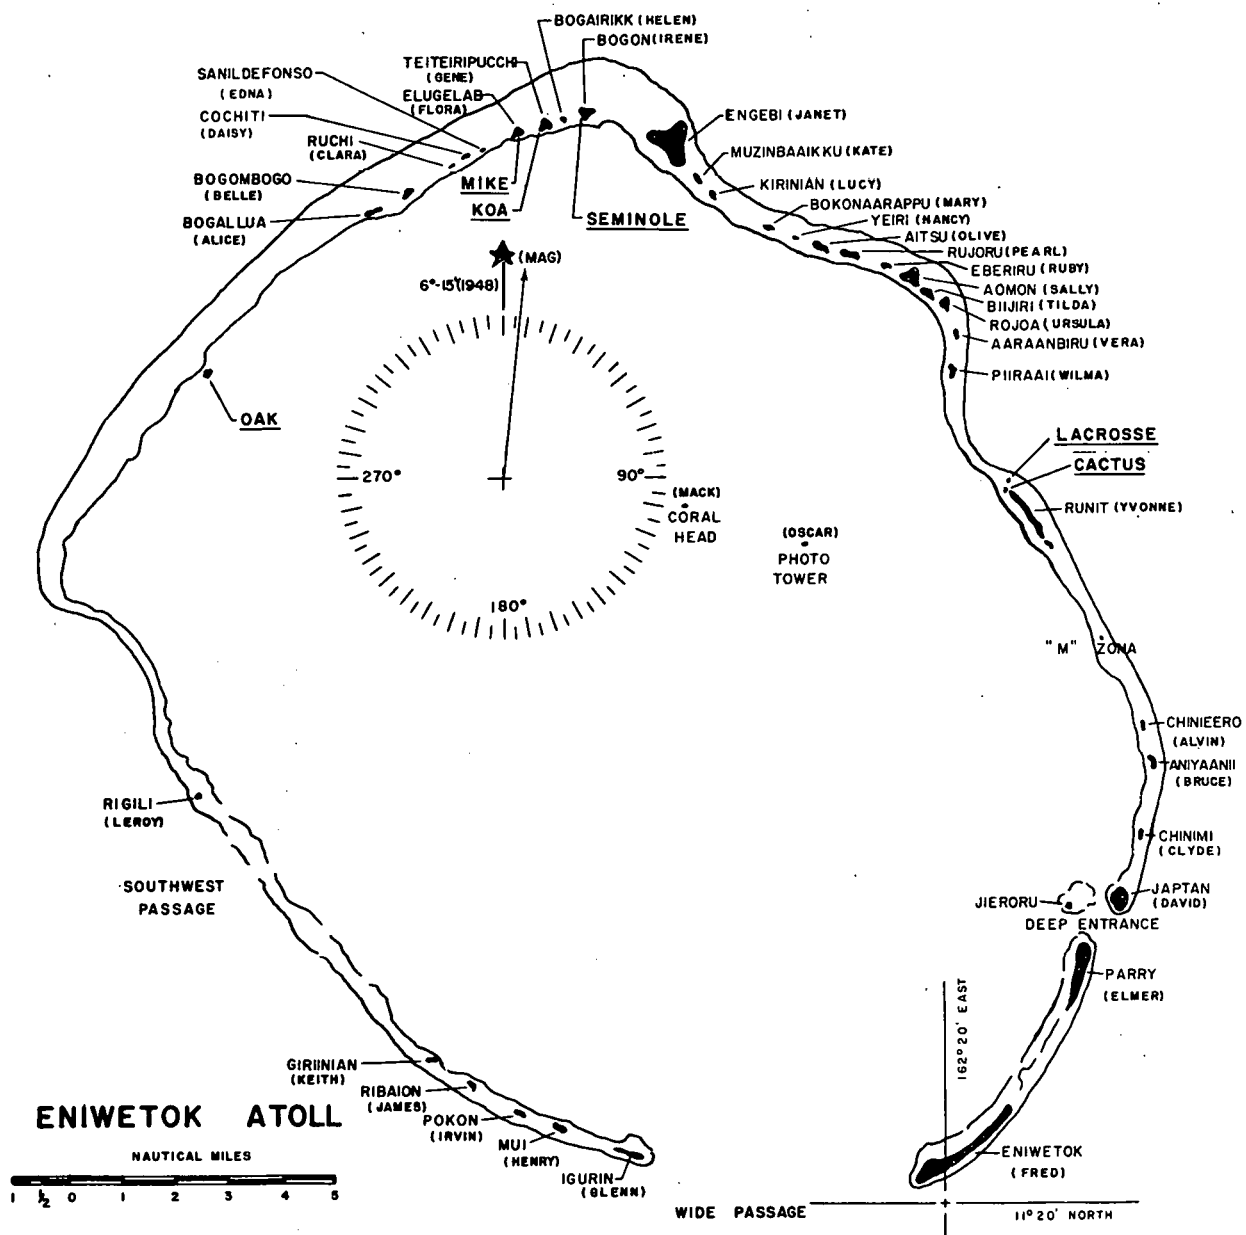 BOGAIRIKK (HELEN)
BOGON(IRENE)
TEITEIRIPUCCHI
(GENE)
SANILDEFONSO
(EDNA)
ELUGELAB
(FLORA)
COCHITI
(DAISY)
RUCHI
(CLARA)
BOGOMBOGO
(BELLE)
BOGALLUA
(ALICE)
MIKE
KOA
SEMINOLE
ENGEBI (JANET)
MUZINBAAIKKU (KATE)
KIRINIAN (LUCY)
BOKONAARAPPU (MARY)
YEIRI (NANCY)
AITSU (OLIVE)
RUJORU (PEARL)
EBERIRU (RUBY)
AOMON (SALLY)
BIIJIRI (TILDA)
ROJOA (URSULA)
AARAANBIRU (VERA)
PIIRAAI (WILMA)
(MAG)
6°-15'(1948)
OAK
270°
90°
180°
(MACK)
CORAL
HEAD
(OSCAR)
PHOTO
TOWER
LACROSSE
CACTUS
RUNIT (YVONNE)
"M" ZONA
CHINIEERO
(ALVIN)
ANIYAANII
(BRUCE)
CHINIMI
(CLYDE)
RIGILI
(LEROY)
SOUTHWEST
PASSAGE
JIERORU
JAPTAN
(DAVID)
DEEP ENTRANCE
PARRY
(ELMER)
162° 20' EAST
GIRIINIAN
(KEITH)
RIBAION
(JAMES)
POKON
(IRVIN)
MUI
(HENRY)
IGURIN
(GLENN)
ENIWETOK
(FRED)
ENIWETOK ATOLL
NAUTICAL MILES
1 1/2 0 1 2 3 4 5
WIDE PASSAGE
11° 20' NORTH